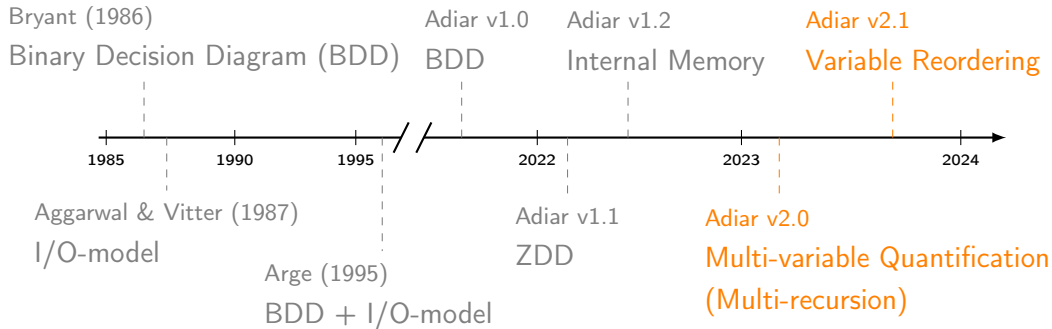 Bryant (1986)
Binary Decision Diagram (BDD)
Adiar v1.0
BDD
Adiar v1.2
Internal Memory
Adiar v2.1
Variable Reordering
1985
1990
1995
2022
2023
2024
Aggarwal & Vitter (1987)
I/O-model
Arge (1995)
BDD + I/O-model
Adiar v1.1
ZDD
Adiar v2.0
Multi-variable Quantification
(Multi-recursion)